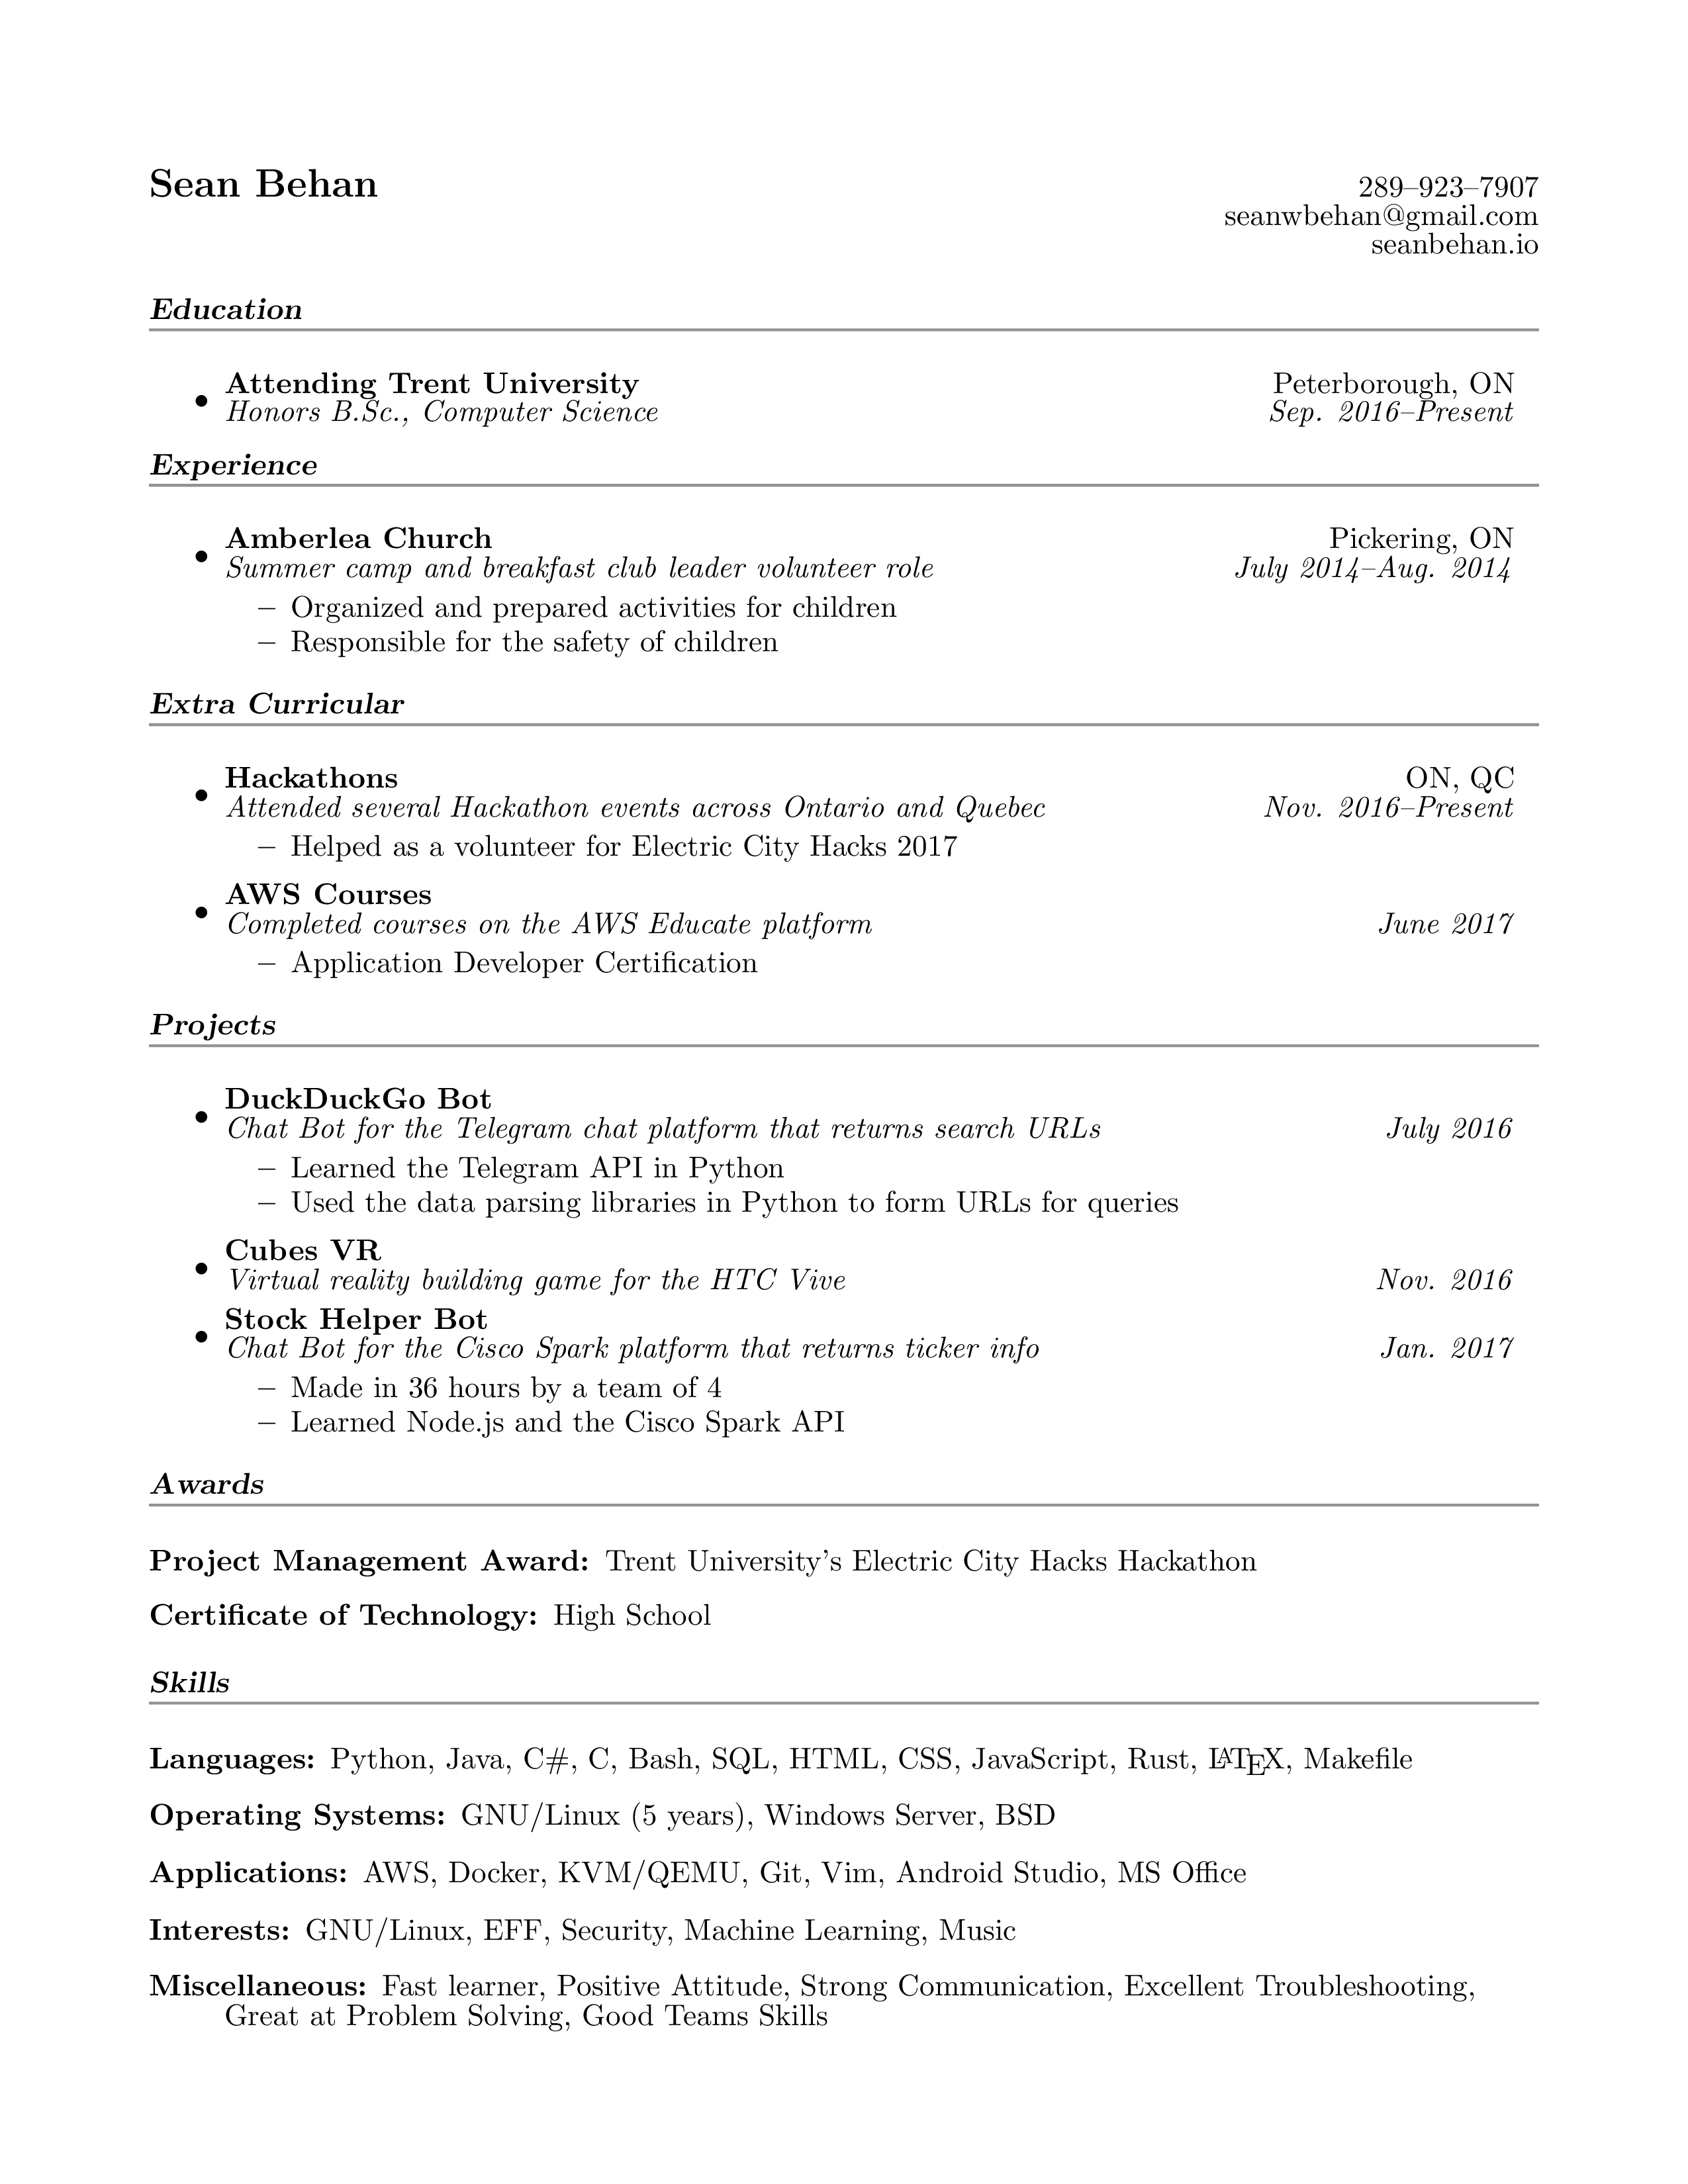 Sean Behan
289–923–7907
seanwbehan@gmail.com
seanbehan.io
Education
• Attending Trent University Peterborough, ON
Honors B.Sc., Computer Science Sep. 2016–Present
Experience
• Amberlea Church Pickering, ON
Summer camp and breakfast club leader volunteer role July 2014–Aug. 2014
– Organized and prepared activities for children
– Responsible for the safety of children
Extra Curricular
• Hackathons ON, QC
Attended several Hackathon events across Ontario and Quebec Nov. 2016–Present
– Helped as a volunteer for Electric City Hacks 2017
• AWS Courses
Completed courses on the AWS Educate platform June 2017
– Application Developer Certification
Projects
• DuckDuckGo Bot
Chat Bot for the Telegram chat platform that returns search URLs July 2016
– Learned the Telegram API in Python
– Used the data parsing libraries in Python to form URLs for queries
• Cubes VR
Virtual reality building game for the HTC Vive Nov. 2016
• Stock Helper Bot
Chat Bot for the Cisco Spark platform that returns ticker info Jan. 2017
– Made in 36 hours by a team of 4
– Learned Node.js and the Cisco Spark API
Awards
Project Management Award: Trent University's Electric City Hacks Hackathon
Certificate of Technology: High School
Skills
Languages: Python, Java, C#, C, Bash, SQL, HTML, CSS, JavaScript, Rust, LATEX, Makefile
Operating Systems: GNU/Linux (5 years), Windows Server, BSD
Applications: AWS, Docker, KVM/QEMU, Git, Vim, Android Studio, MS Office
Interests: GNU/Linux, EFF, Security, Machine Learning, Music
Miscellaneous: Fast learner, Positive Attitude, Strong Communication, Excellent Troubleshooting,
Great at Problem Solving, Good Teams Skills